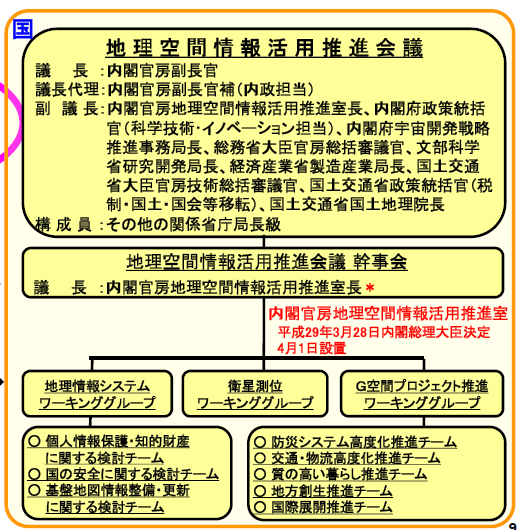 国
地理空間情報活用推進会議
議　長：内閣官房副長官
議長代理：内閣官房副長官補（内政担当）
副議長：内閣官房地理空間情報活用推進室長、内閣府政策統括
官（科学技術・イノベーション担当）、内閣府宇宙開発戦略
推進事務局長、総務省大臣官房総括審議官、文部科学
省研究開発局長、経済産業省製造産業局長、国土交通
省大臣官房技術総括審議官、国土交通省政策統括官（税
制・国土・国会等移転）、国土交通省国土地理院長
構成員：その他の関係省庁局長級
地理空間情報活用推進会議 幹事会
議　長：内閣官房地理空間情報活用推進室長＊
内閣官房地理空間情報活用推進室
平成29年3月28日内閣総理大臣決定
4月1日設置
地理情報システム
ワーキンググループ
衛星測位
ワーキンググループ
G空間プロジェクト推進
ワーキンググループ
○ 個人情報保護・知的財産
に関する検討チーム
○ 国の安全に関する検討チーム
○ 基盤地図情報整備・更新
に関する検討チーム
○ 防災システム高度化推進チーム
○ 交通・物流高度化推進チーム
○ 質の高い暮らし推進チーム
○ 地方創生推進チーム
○ 国際展開推進チーム